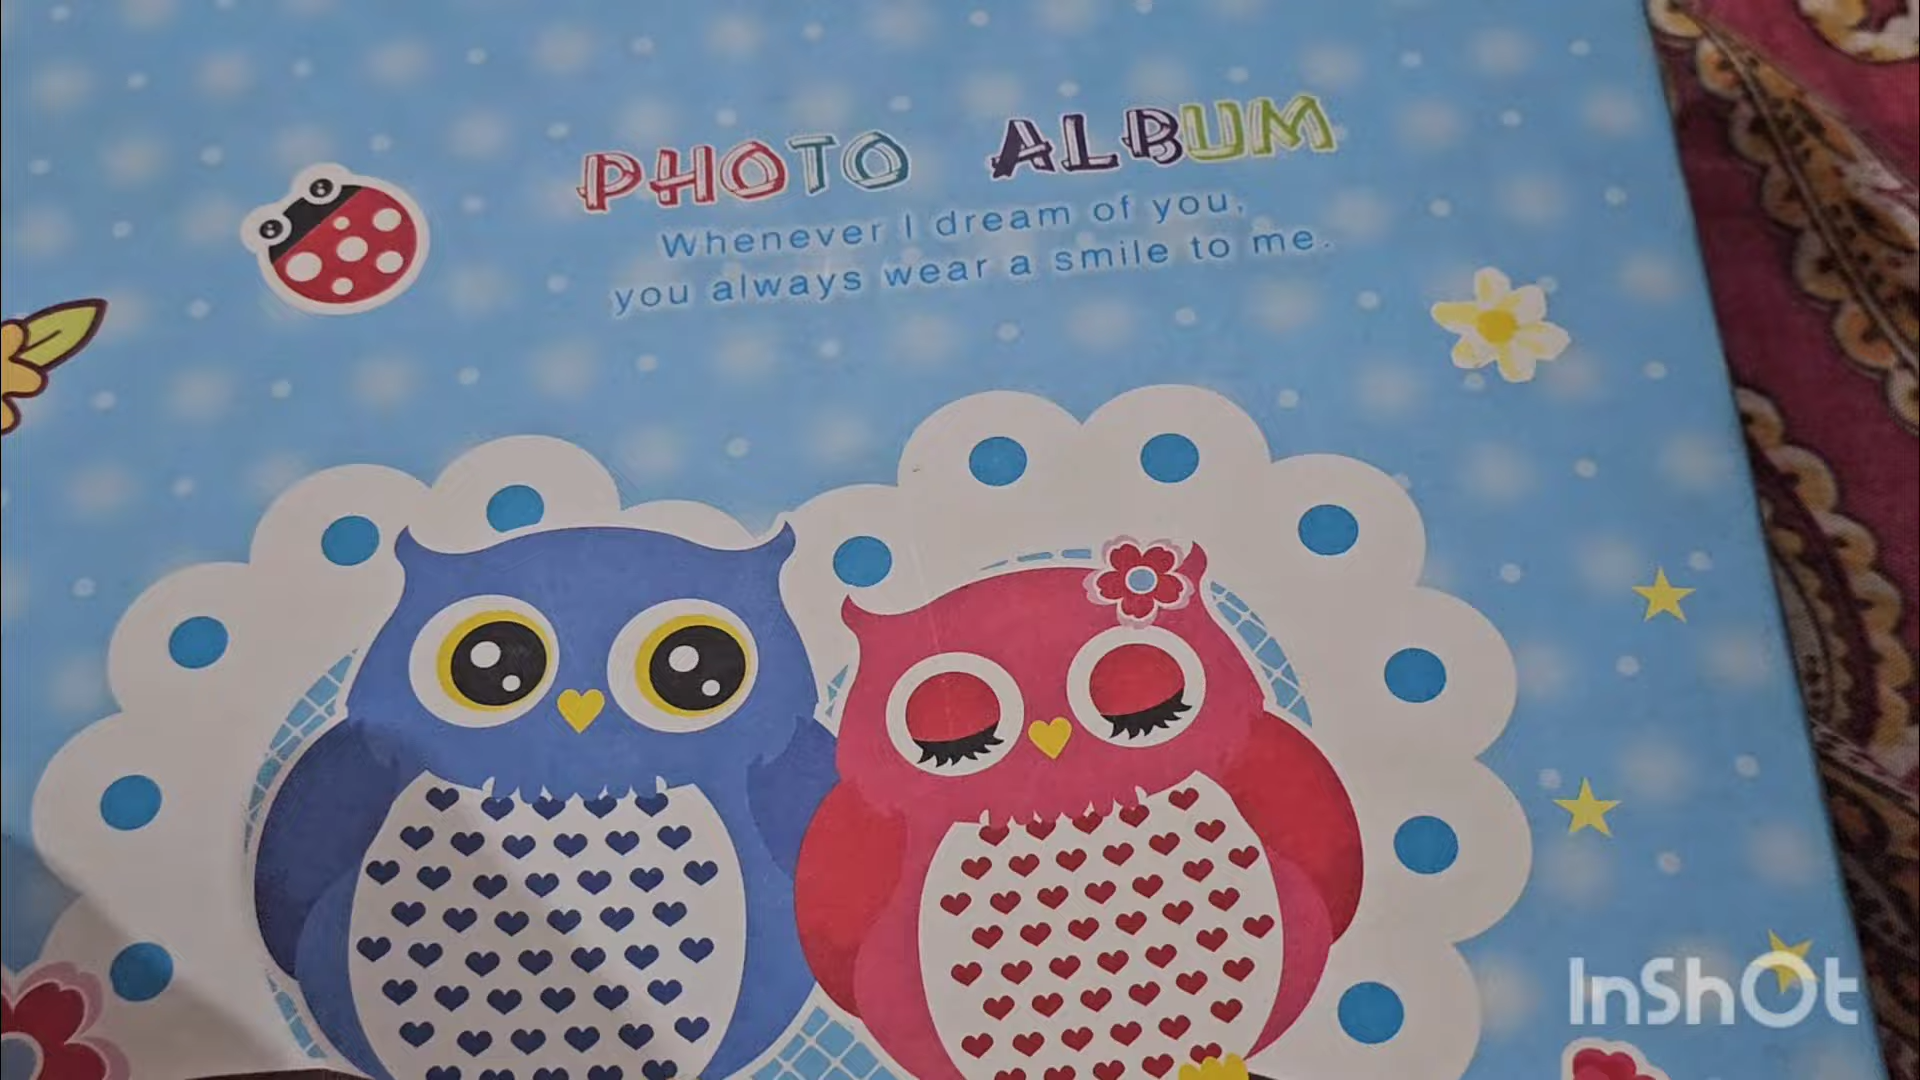 PHOTO ALBUM
Whenever I dream of you,
you always wear a smile to me.
InShOt